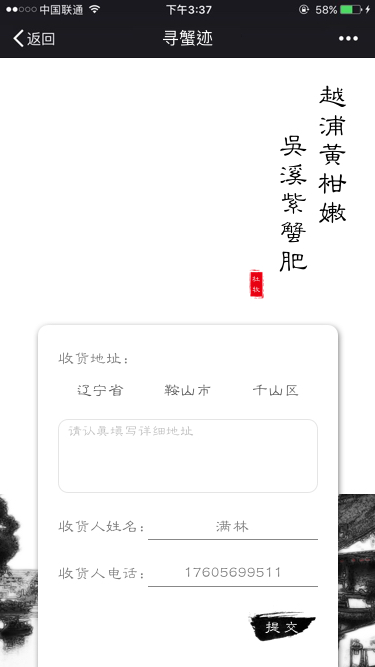 中国联通 下午3:37 58%
返回 寻蟹迹
越浦黄柑嫩
吳溪紫蟹肥
杜牧
收货地址：
辽宁省 鞍山市 千山区
请认真填写详细地址
收货人姓名： 满林
收货人电话： 17605699511
提交